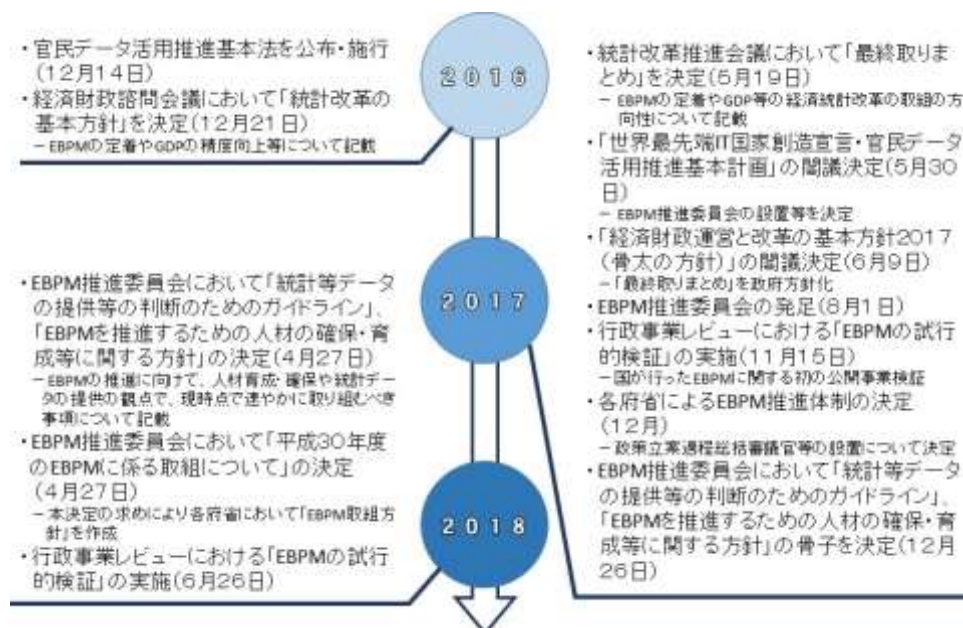 ・官民データ活用推進基本法を公布・施行
(12月14日)
・経済財政諮問会議において「統計改革の
基本方針」を決定(12月21日)
－EBPMの定着やGDPの精度向上等について記載
2016
・統計改革推進会議において「最終取りま
とめ」を決定(5月19日)
－ EBPMの定着やGDP等の経済統計改革の取組の方
向性について記載
・「世界最先端IT国家創造宣言・官民データ
活用推進基本計画」の閣議決定(5月30
日)
－ EBPM推進委員会の設置等を決定
・「経済財政運営と改革の基本方針2017
(骨太の方針)」の閣議決定(6月9日)
－「最終取りまとめ」を政府方針化
・EBPM推進委員会の発足(8月1日)
・行政事業レビューにおける「EBPMの試行
的検証」の実施(11月15日)
－国が行ったEBPMに関する初の公開事業検証
・各府省によるEBPM推進体制の決定
(12月)
－政策立案過程総括審議官等の設置について決定
・EBPM推進委員会において「統計等データ
の提供等の判断のためのガイドライン」、
「EBPMを推進するための人材の確保・育
成等に関する方針」の骨子を決定(12月
26日)
2017
・EBPM推進委員会において「統計等データ
の提供等の判断のためのガイドライン」、
「EBPMを推進するための人材の確保・育
成等に関する方針」の決定(4月27日)
－EBPMの推進に向けて、人材育成・確保や統計デー
タの提供の観点で、現時点で速やかに取り組むべき
事項について記載
・EBPM推進委員会において「平成30年度
のEBPMに係る取組について」の決定
(4月27日)
－本決定の求めにより各府省において「EBPM取組方
針」を作成
・行政事業レビューにおける「EBPMの試行
的検証」の実施(6月26日)
2018